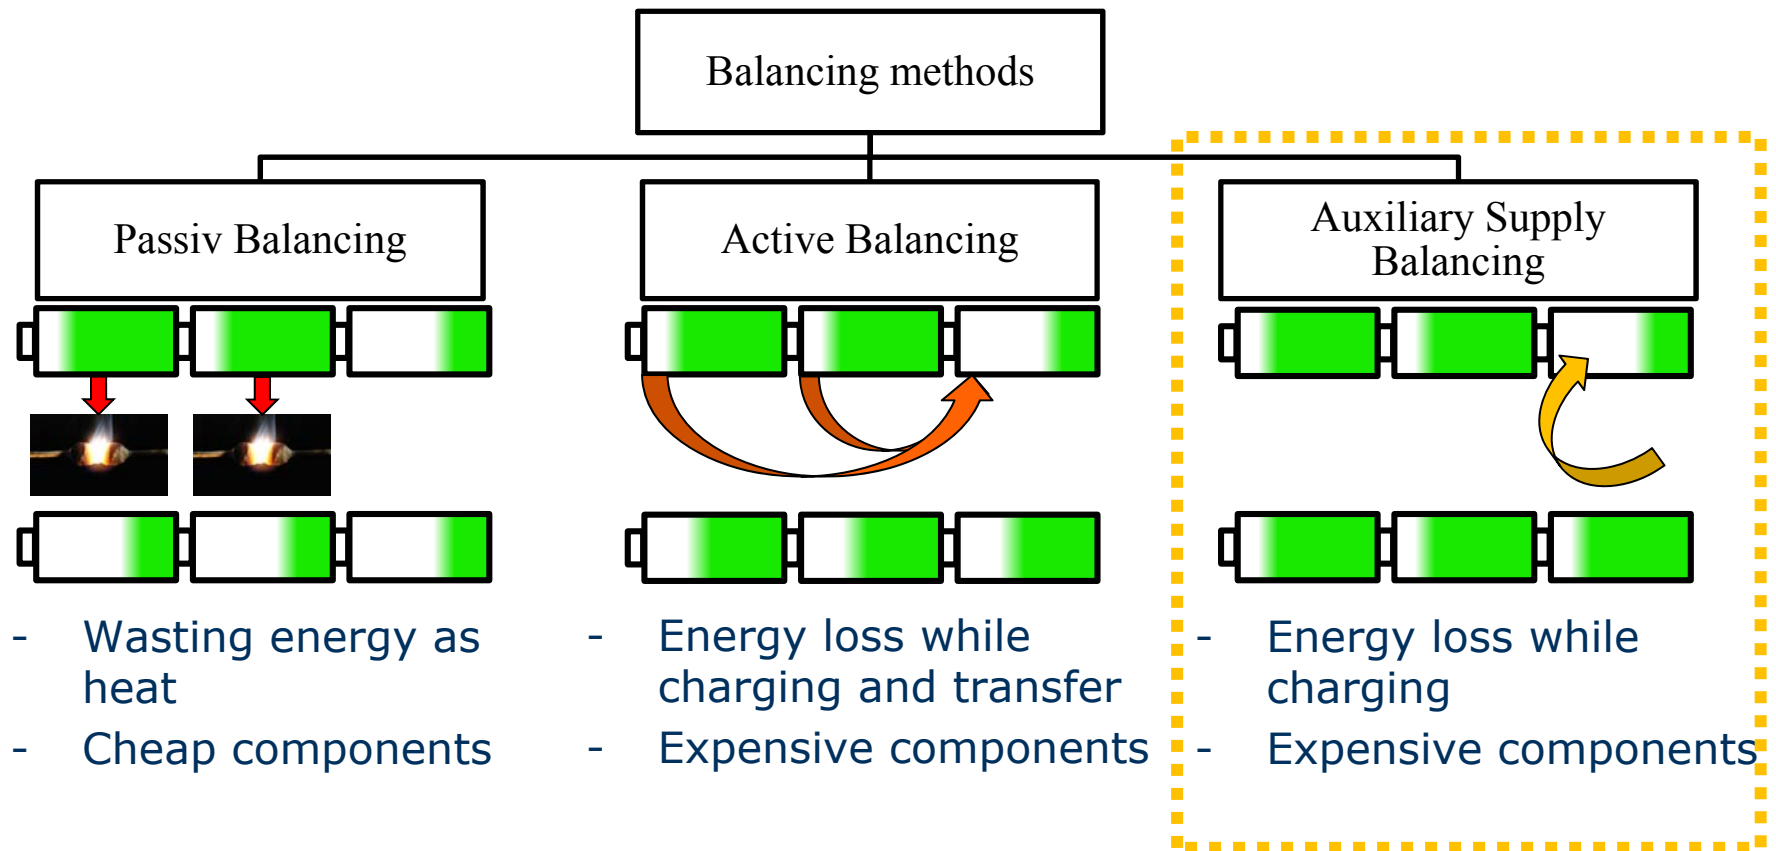 Balancing methods
Passiv Balancing
Active Balancing
Auxiliary Supply
Balancing
- Wasting energy as
heat
- Cheap components
- Energy loss while
charging and transfer
- Expensive components
- Energy loss while
charging
- Expensive components